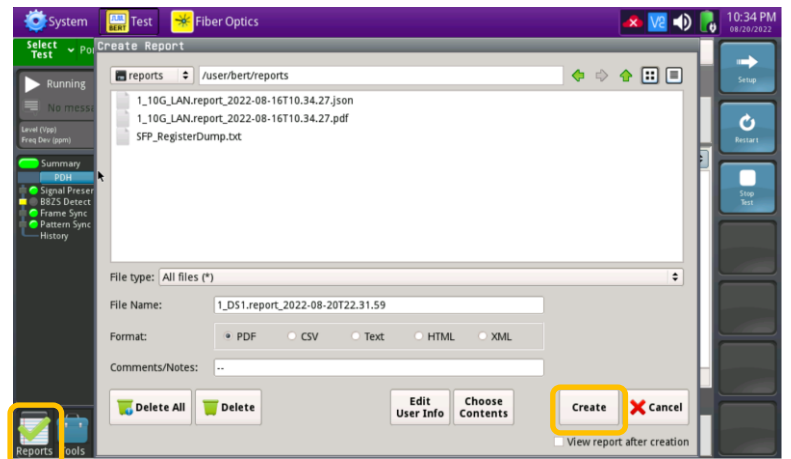 System
BERT Test
Fiber Optics
10:34 PM
08/20/2022
Select
Test
Create Report
Running
reports
/user/bert/reports
Setup
1_10G_LAN.report_2022-08-16T10.34.27.json
1_10G_LAN.report_2022-08-16T10.34.27.pdf
SFP_RegisterDump.txt
Level (Vpp)
Freq Dev (ppm)
Restart
Summary
PDH
Signal Preser
B8ZS Detect
Frame Sync
Pattern Sync
History
Stop
Test
File type: All files (*)
File Name: 1_DS1.report_2022-08-20T22.31.59
Format: PDF CSV Text HTML XML
Comments/Notes: --
Delete All
Delete
Edit
User Info
Choose
Contents
Create
Cancel
View report after creation
Reports
Tools